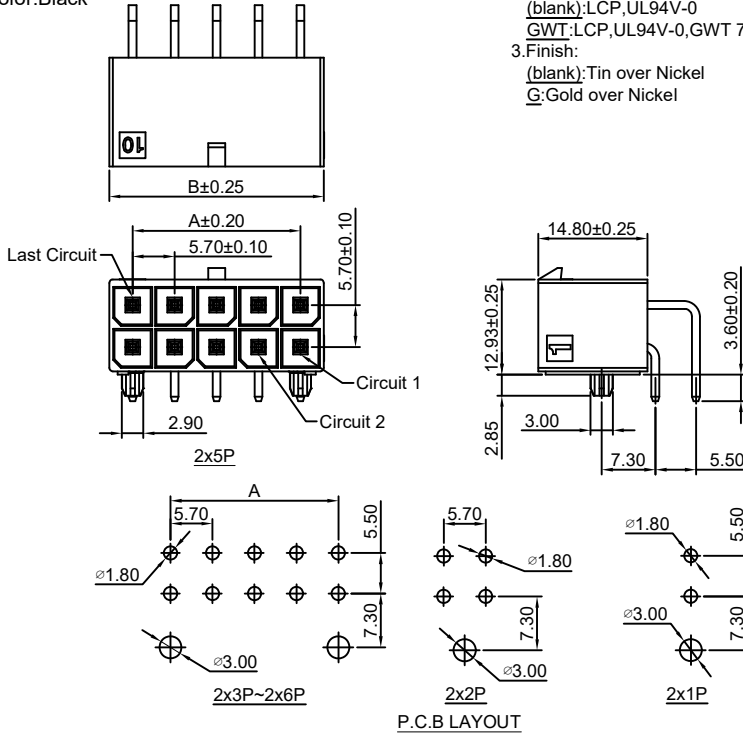 (blank):LCP,UL94V-0
GWT:LCP,UL94V-0,GWT 7
3.Finish:
(blank):Tin over Nickel
G:Gold over Nickel
10
B±0.25
A±0.20
5.70±0.10
5.70±0.10
Last Circuit
Circuit 1
Circuit 2
2.90
2x5P
14.80±0.25
12.93±0.25
3.60±0.20
2.85
3.00
7.30
5.50
A
5.70
5.50
⌀1.80
7.30
⌀3.00
2x3P~2x6P
5.70
⌀1.80
7.30
⌀3.00
2x2P
⌀1.80
5.50
⌀3.00
7.30
2x1P
P.C.B LAYOUT